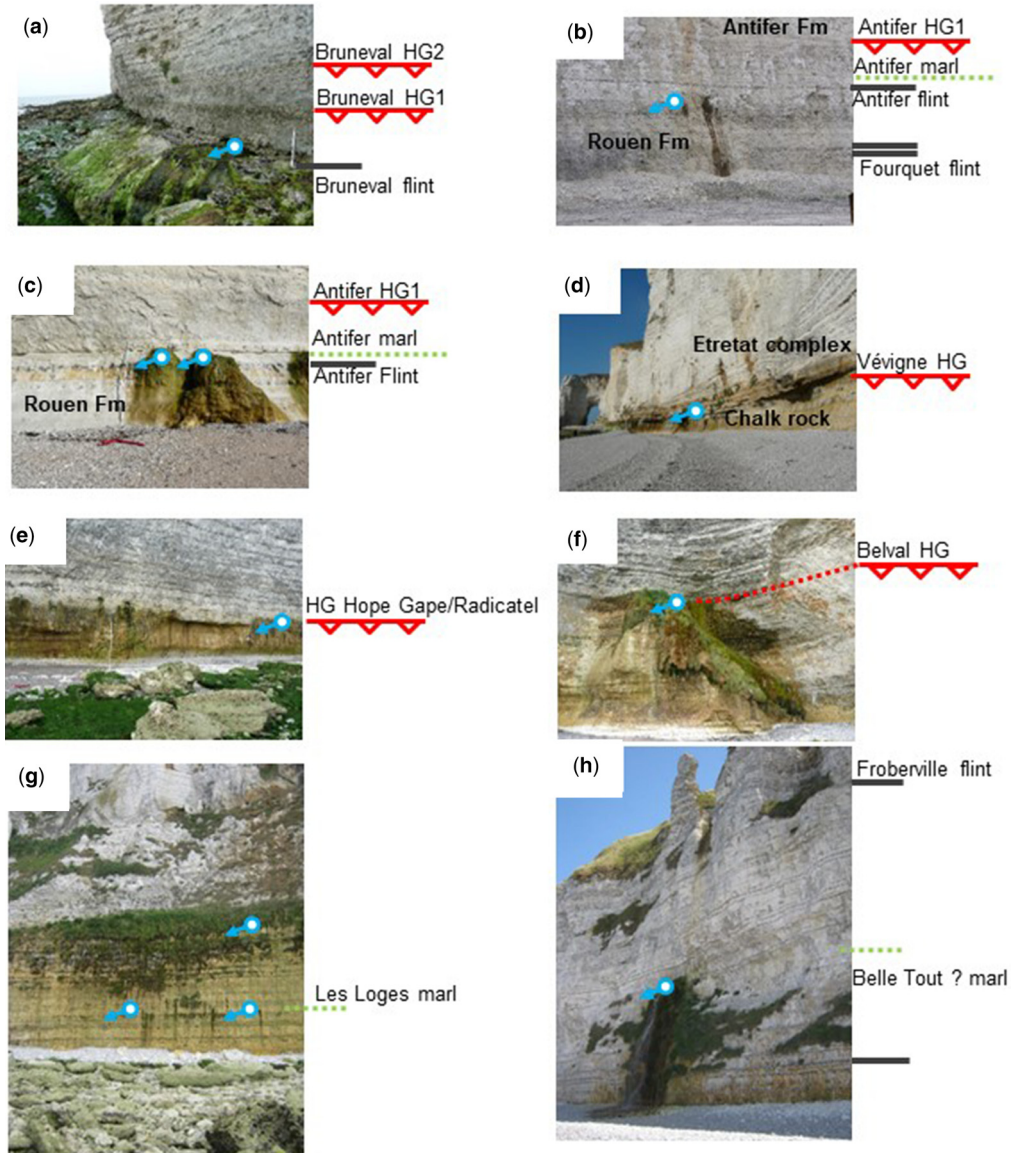 (a)
Bruneval HG2
Bruneval HG1
Bruneval flint
(b)
Antifer Fm
Rouen Fm
Antifer HG1
Antifer marl
Antifer flint
Fourquet flint
(c)
Rouen Fm
Antifer HG1
Antifer marl
Antifer Flint
(d)
Etretat complex
Chalk rock
Vévigne HG
(e)
HG Hope Gape/Radicatel
(f)
Belval HG
(g)
Les Loges marl
(h)
Froberville flint
Belle Tout ? marl